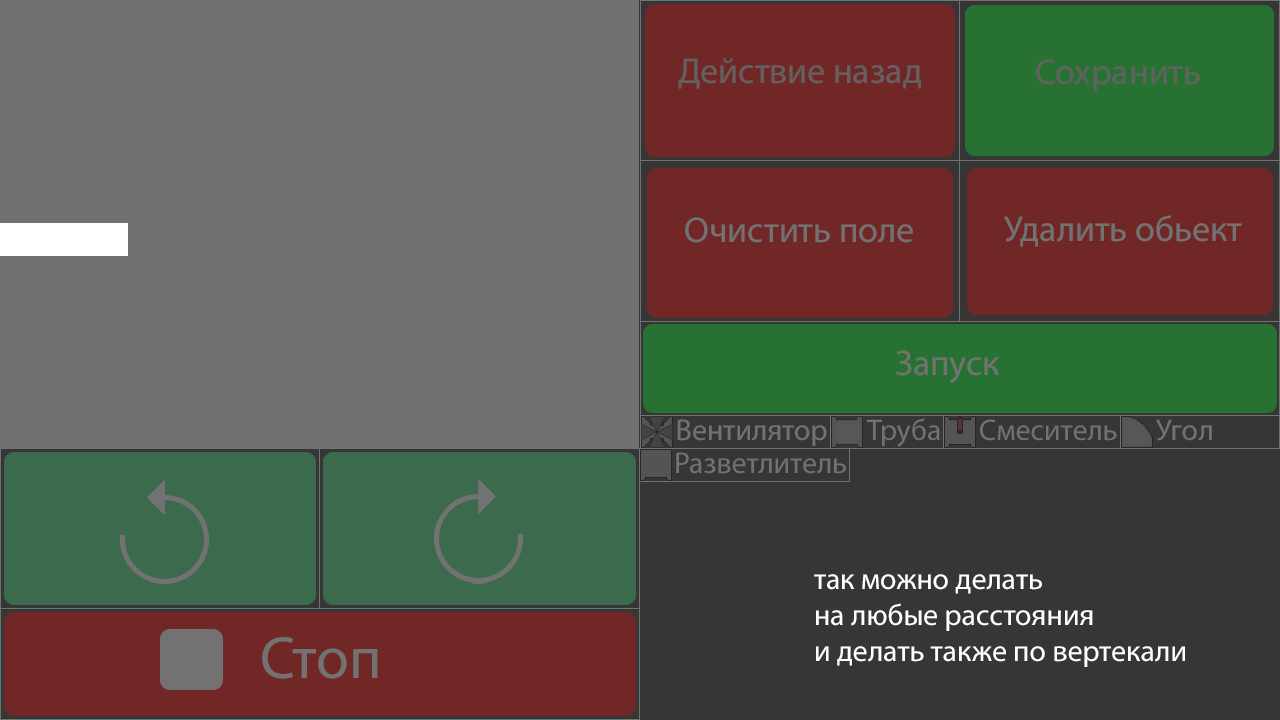 Действие назад
Сохранить
Очистить поле
Удалить обьект
Запуск
Вентилятор
Труба
Смеситель
Угол
Разветлитель
так можно делать
на любые расстояния
и делать также по вертекали
Стоп